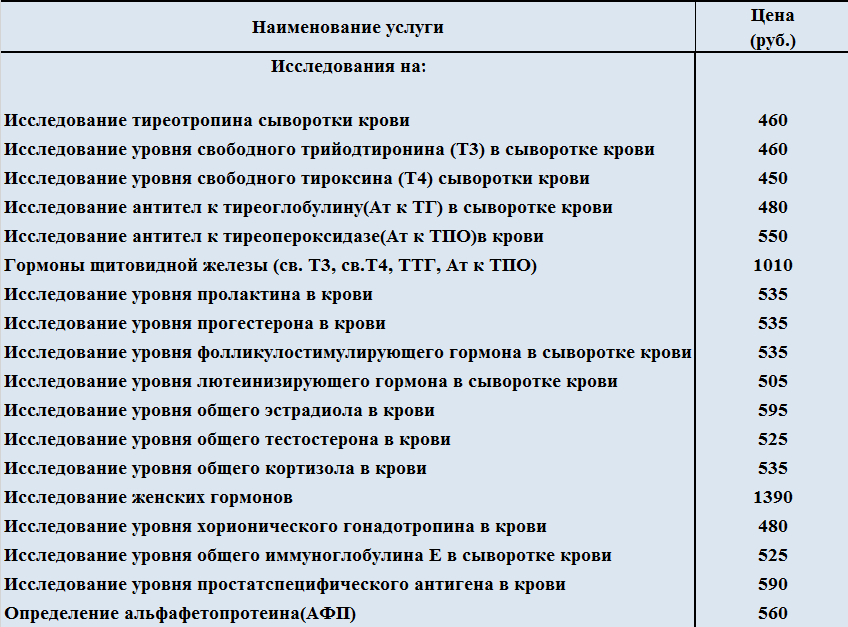 Наименование услуги Цена
(руб.)
Исследования на:
Исследование тиреотропина сыворотки крови 460
Исследование уровня свободного трийодтиронина (Т3) в сыворотке крови 460
Исследование уровня свободного тироксина (Т4) сыворотки крови 450
Исследование антител к тиреоглобулину(Ат к ТГ) в сыворотке крови 480
Исследование антител к тиреопероксидазе(Ат к ТПО)в крови 550
Гормоны щитовидной железы (св. Т3, св.Т4, ТТГ, Ат к ТПО) 1010
Исследование уровня пролактина в крови 535
Исследование уровня прогестерона в крови 535
Исследование уровня фолликулостимулирующего гормона в сыворотке крови 535
Исследование уровня лютеинизирующего гормона в сыворотке крови 505
Исследование уровня общего эстрадиола в крови 595
Исследование уровня общего тестостерона в крови 525
Исследование уровня общего кортизола в крови 535
Исследование женских гормонов 1390
Исследование уровня хорионического гонадотропина в крови 480
Исследование уровня общего иммуноглобулина Е в сыворотке крови 525
Исследование уровня простатспецифического антигена в крови 590
Определение альфафетопротеина(АФП) 560